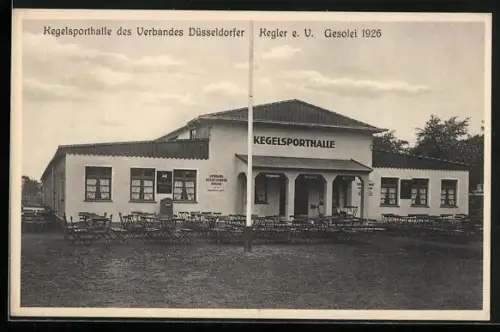 Kegelsporthalle des Verbandes Düsseldorfer Kegler e. V. Gesolei 1926
KEGELSPORTHALLE